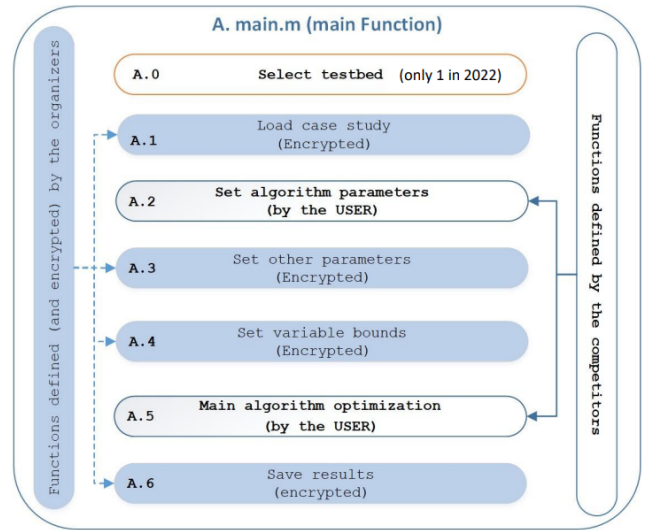 A. main.m (main Function)
Functions defined (and encrypted) by the organizers
A.0 Select testbed (only 1 in 2022)
A.1 Load case study
(Encrypted)
A.2 Set algorithm parameters
(by the USER)
A.3 Set other parameters
(Encrypted)
A.4 Set variable bounds
(Encrypted)
A.5 Main algorithm optimization
(by the USER)
A.6 Save results
(encrypted)
Functions defined by the competitors